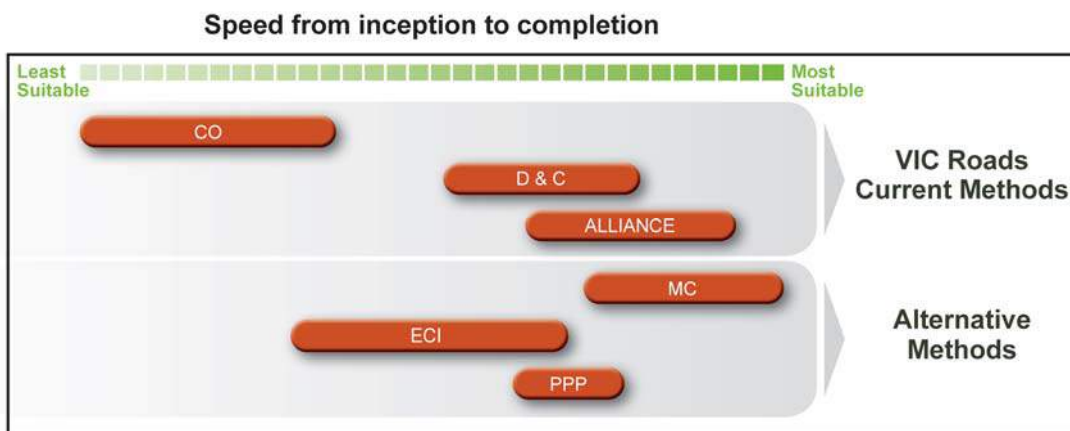 Speed from inception to completion
Least
Suitable
Most
Suitable
CO
D & C
ALLIANCE
VIC Roads
Current Methods
MC
ECI
PPP
Alternative
Methods